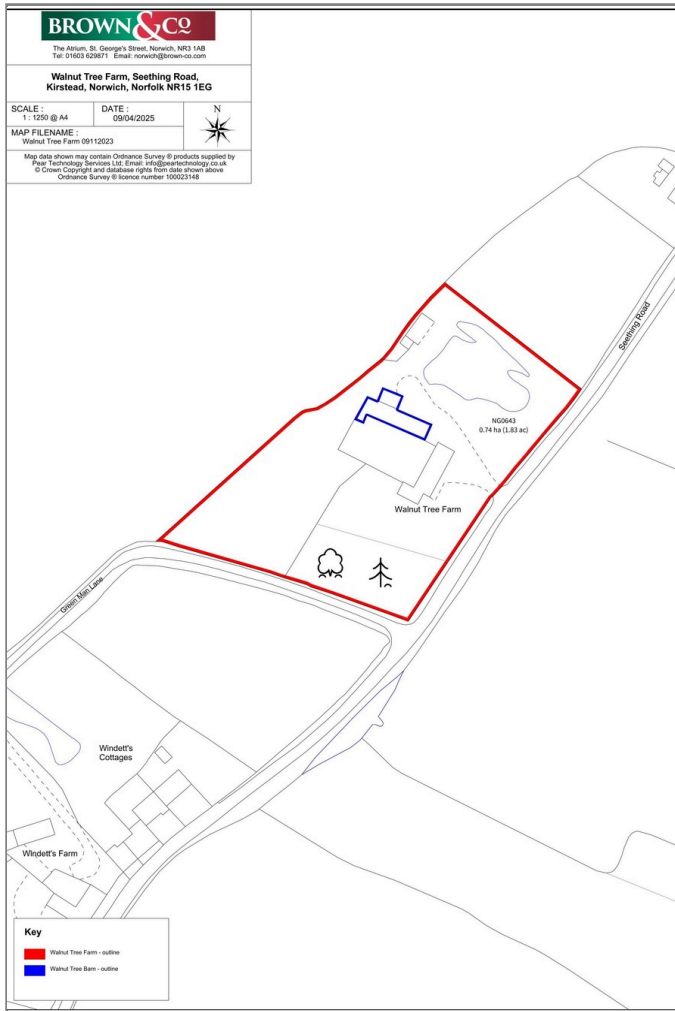 BROWN&CO
The Atrium, St. George's Street, Norwich, NR3 1AB
Tel: 01603 629871 Email: norwich@brown-co.com
Walnut Tree Farm, Seething Road,
Kirstead, Norwich, Norfolk NR15 1EG
SCALE :
1 : 1250 @ A4
DATE :
09/04/2025
N
MAP FILENAME :
Walnut Tree Farm 09112023
Map data shown may contain Ordnance Survey ® products supplied by
Pear Technology Services Ltd; Email: info@peartechnology.co.uk
© Crown Copyright and database rights from date shown above
Ordnance Survey ® licence number 100023148
Seething Road
NG0643
0.74 ha (1.83 ac)
Walnut Tree Farm
Green Man Lane
Windett's
Cottages
Windett's Farm
Key
Walnut Tree Farm - outline
Walnut Tree Barn - outline